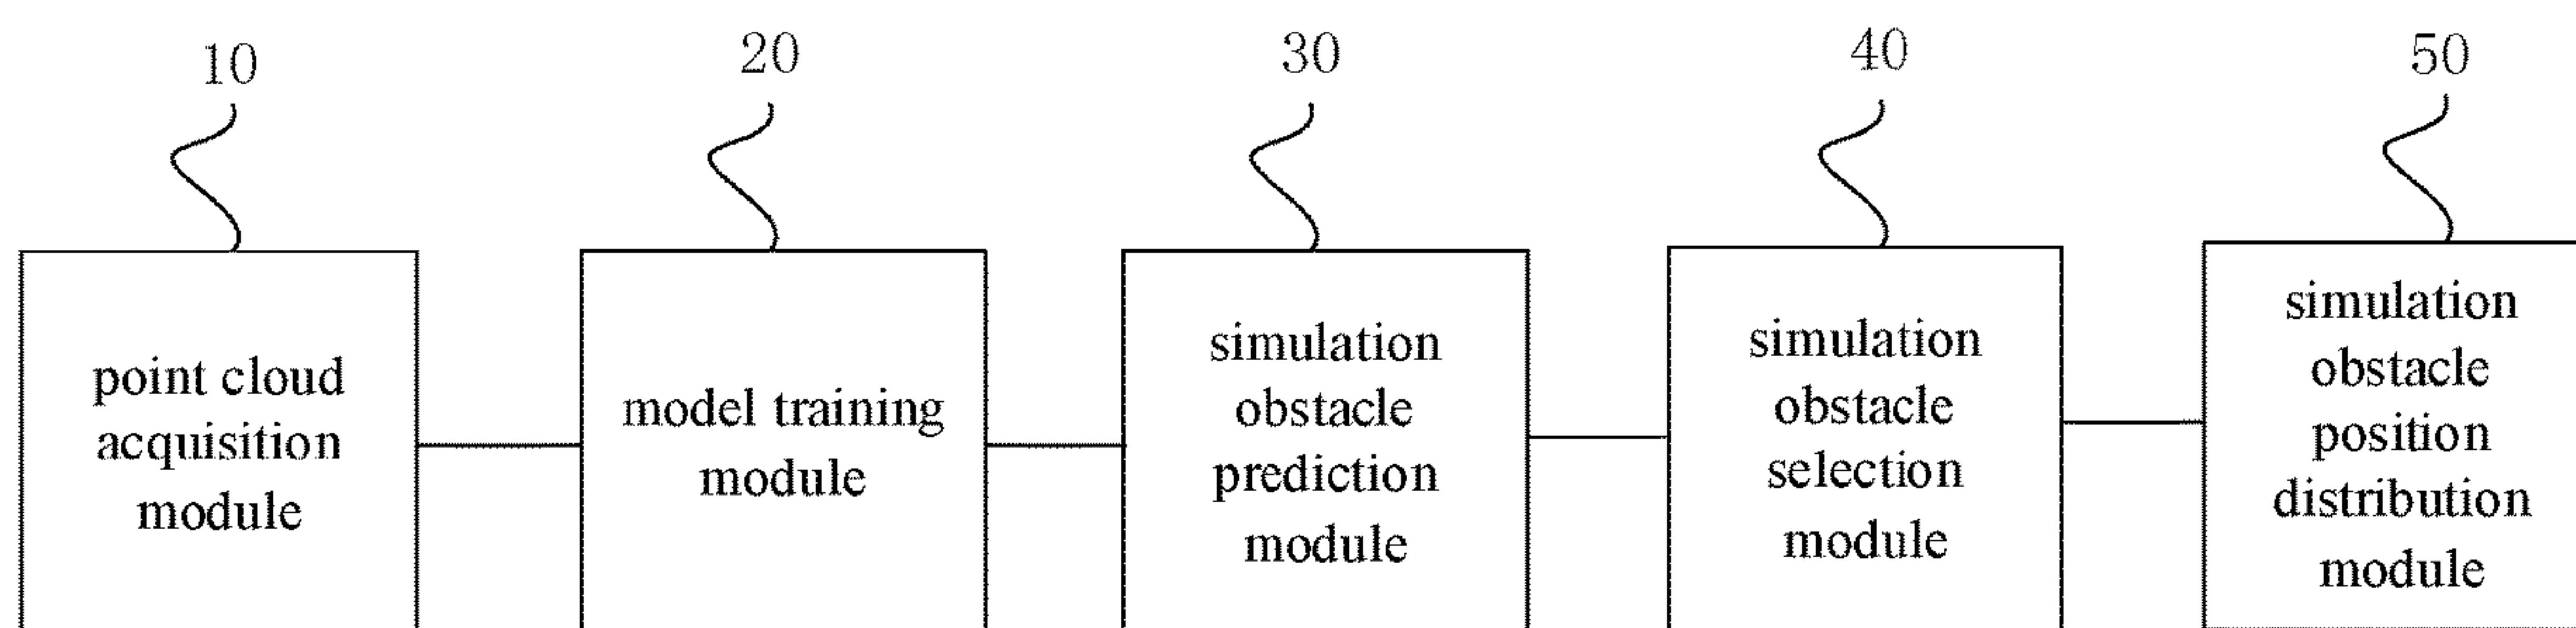 10
20
30
40
50
point cloud
acquisition
module
model training
module
simulation
obstacle
prediction
module
simulation
obstacle
selection
module
simulation
obstacle
position
distribution
module